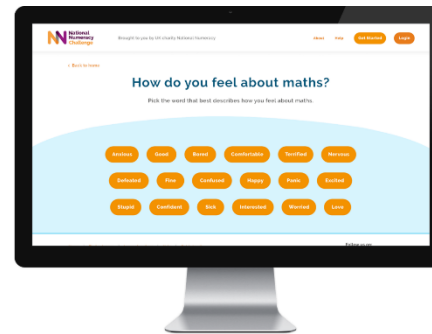 National
Numeracy
Challenge
Brought to you by UK charity National Numeracy
About Help Get Started Login
< Back to home
How do you feel about maths?
Pick the word that best describes how you feel about maths.
Anxious Good Bored Comfortable Terrified Nervous
Defeated Fine Confused Happy Panic Excited
Stupid Confident Sick Interested Worried Love
Follow us on